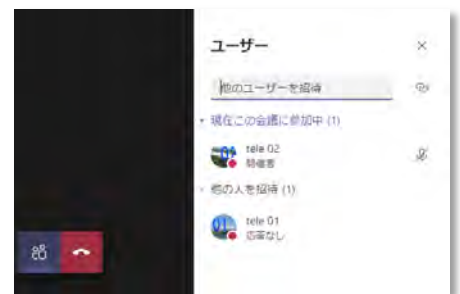 ユーザー
他のユーザーを招待
現在この会議に参加中 (1)
tele 02
開催者
他の人を招待 (1)
tele 01
応答なし